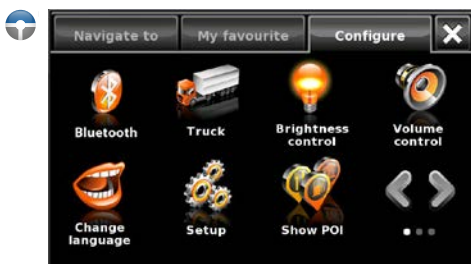 Navigate to
My favourite
Configure
Bluetooth
Truck
Brightness
control
Volume
control
Change
language
Setup
Show POI